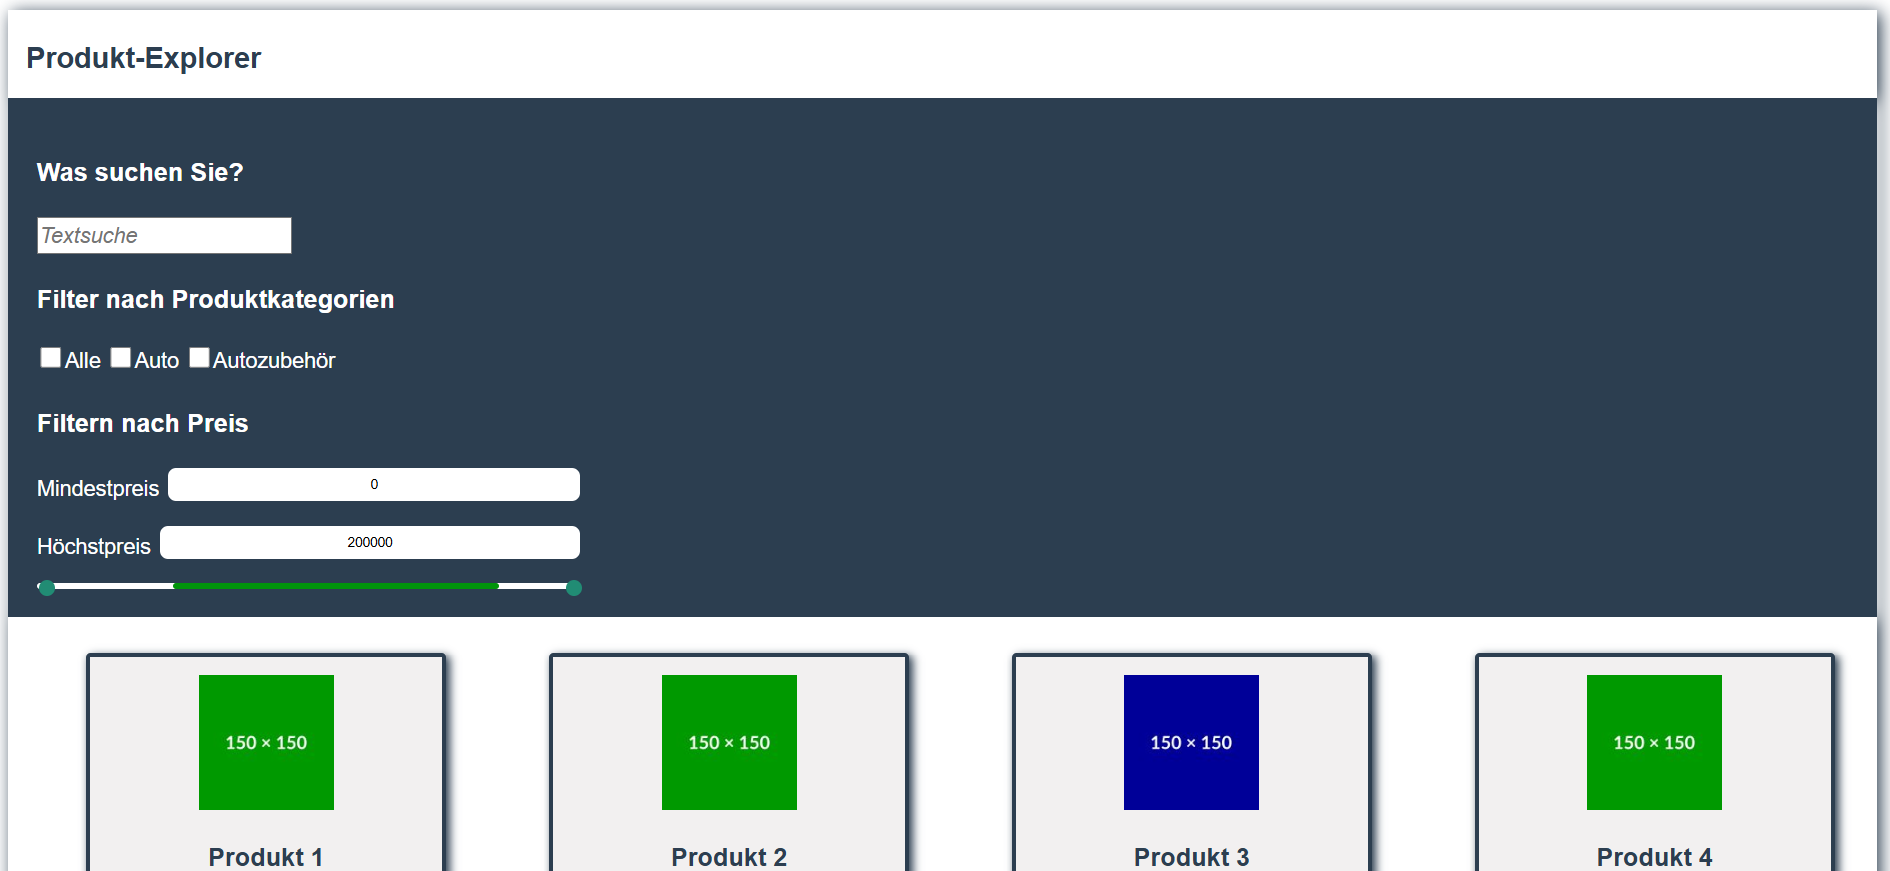 Produkt-Explorer
Was suchen Sie?
Textsuche
Filter nach Produktkategorien
Alle Auto Autozubehör
Filtern nach Preis
Mindestpreis 0
Höchstpreis 200000
150 × 150 150 × 150 150 × 150 150 × 150
Produkt 1 Produkt 2 Produkt 3 Produkt 4